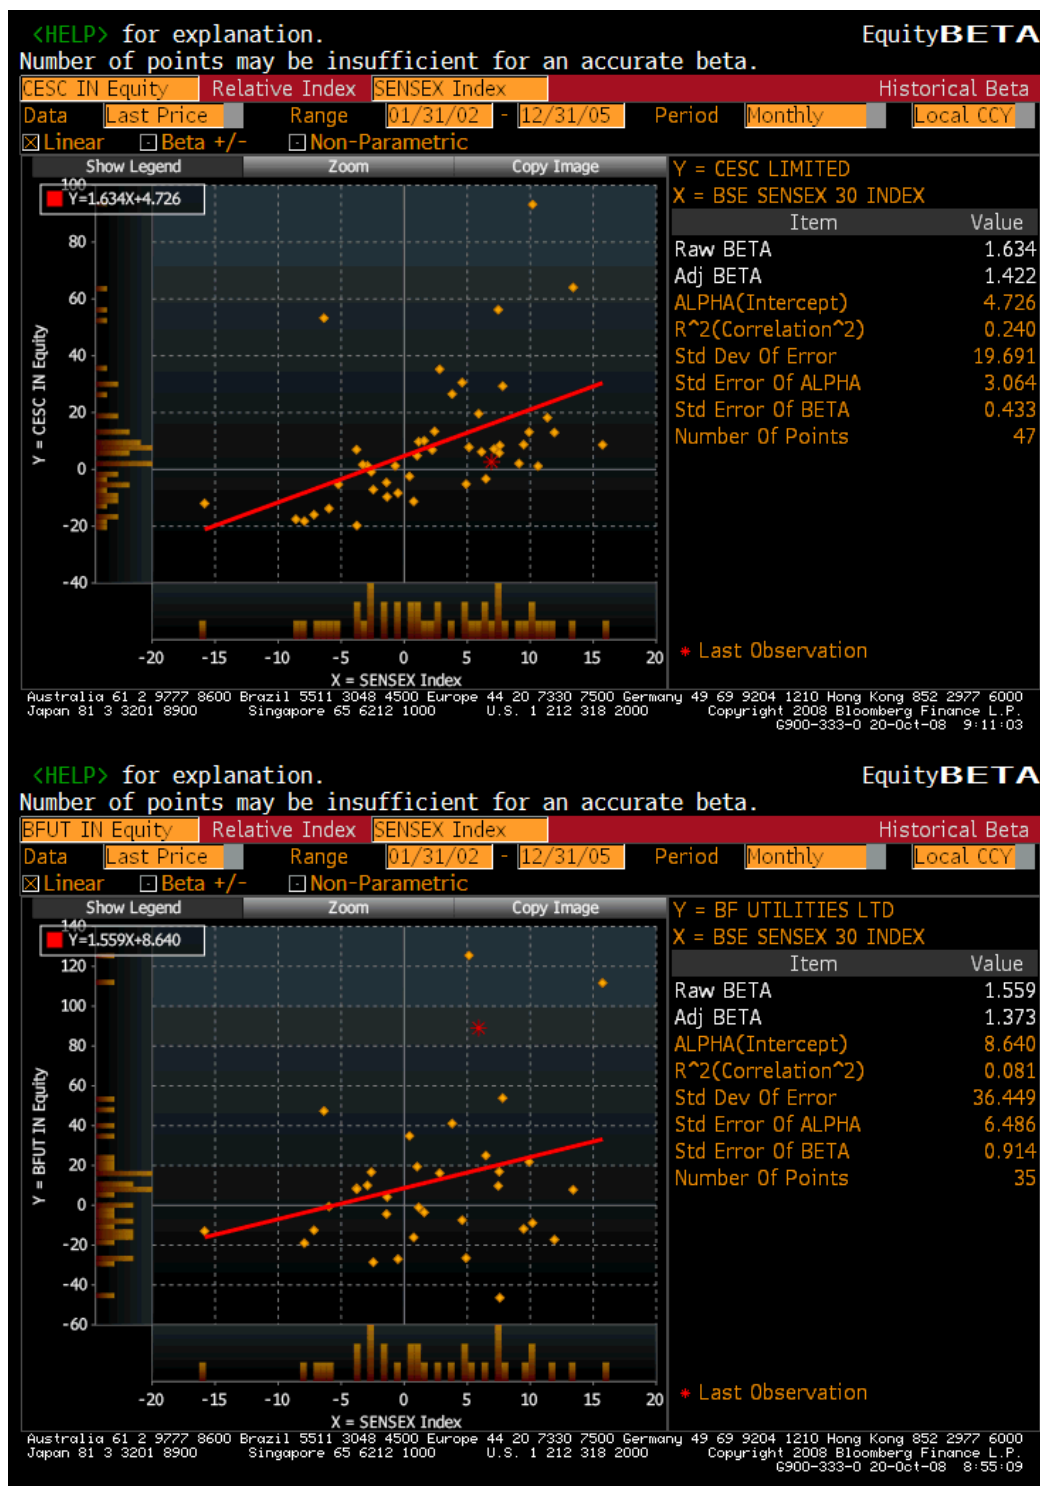 <HELP> for explanation. EquityBETA
Number of points may be insufficient for an accurate beta.
CESC IN Equity Relative Index SENSEX Index Historical Beta
Data Last Price Range 01/31/02 - 12/31/05 Period Monthly Local CCY
Linear Beta +/- Non-Parametric
Show Legend Zoom Copy Image
Y = CESC LIMITED
X = BSE SENSEX 30 INDEX
Item Value
Raw BETA 1.634
Adj BETA 1.422
ALPHA(Intercept) 4.726
R^2(Correlation^2) 0.240
Std Dev Of Error 19.691
Std Error Of ALPHA 3.064
Std Error Of BETA 0.433
Number Of Points 47
* Last Observation
100
Y=1.634X+4.726
80
60
40
20
0
-20
-40
Y = CESC IN Equity
-20 -15 -10 -5 0 5 10 15 20
X = SENSEX Index
Australia 61 2 9777 8600 Brazil 5511 3048 4500 Europe 44 20 7330 7500 Germany 49 69 9204 1210 Hong Kong 852 2977 6000
Japan 81 3 3201 8900 Singapore 65 6212 1000 U.S. 1 212 318 2000 Copyright 2008 Bloomberg Finance L.P.
G900-333-0 20-Oct-08 9:11:03
<HELP> for explanation. EquityBETA
Number of points may be insufficient for an accurate beta.
BFUT IN Equity Relative Index SENSEX Index Historical Beta
Data Last Price Range 01/31/02 - 12/31/05 Period Monthly Local CCY
Linear Beta +/- Non-Parametric
Show Legend Zoom Copy Image
Y = BF UTILITIES LTD
X = BSE SENSEX 30 INDEX
Item Value
Raw BETA 1.559
Adj BETA 1.373
ALPHA(Intercept) 8.640
R^2(Correlation^2) 0.081
Std Dev Of Error 36.449
Std Error Of ALPHA 6.486
Std Error Of BETA 0.914
Number Of Points 35
* Last Observation
140
Y=1.559X+8.640
120
100
80
60
40
20
0
-20
-40
-60
Y = BFUT IN Equity
-20 -15 -10 -5 0 5 10 15 20
X = SENSEX Index
Australia 61 2 9777 8600 Brazil 5511 3048 4500 Europe 44 20 7330 7500 Germany 49 69 9204 1210 Hong Kong 852 2977 6000
Japan 81 3 3201 8900 Singapore 65 6212 1000 U.S. 1 212 318 2000 Copyright 2008 Bloomberg Finance L.P.
G900-333-0 20-Oct-08 8:55:09